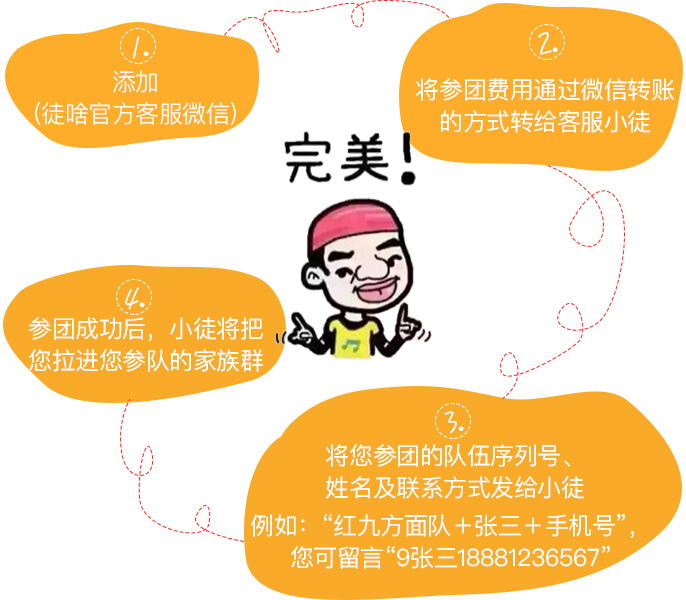 1.
添加
(徒啥官方客服微信)
2.
将参团费用通过微信转账
的方式转给客服小徒
完美!
4.
参团成功后，小徒将把
您拉进您参队的家族群
3.
将您参团的队伍序列号、
姓名及联系方式发给小徒
例如：“红九方面队＋张三＋手机号”，
您可留言“9张三18881236567”